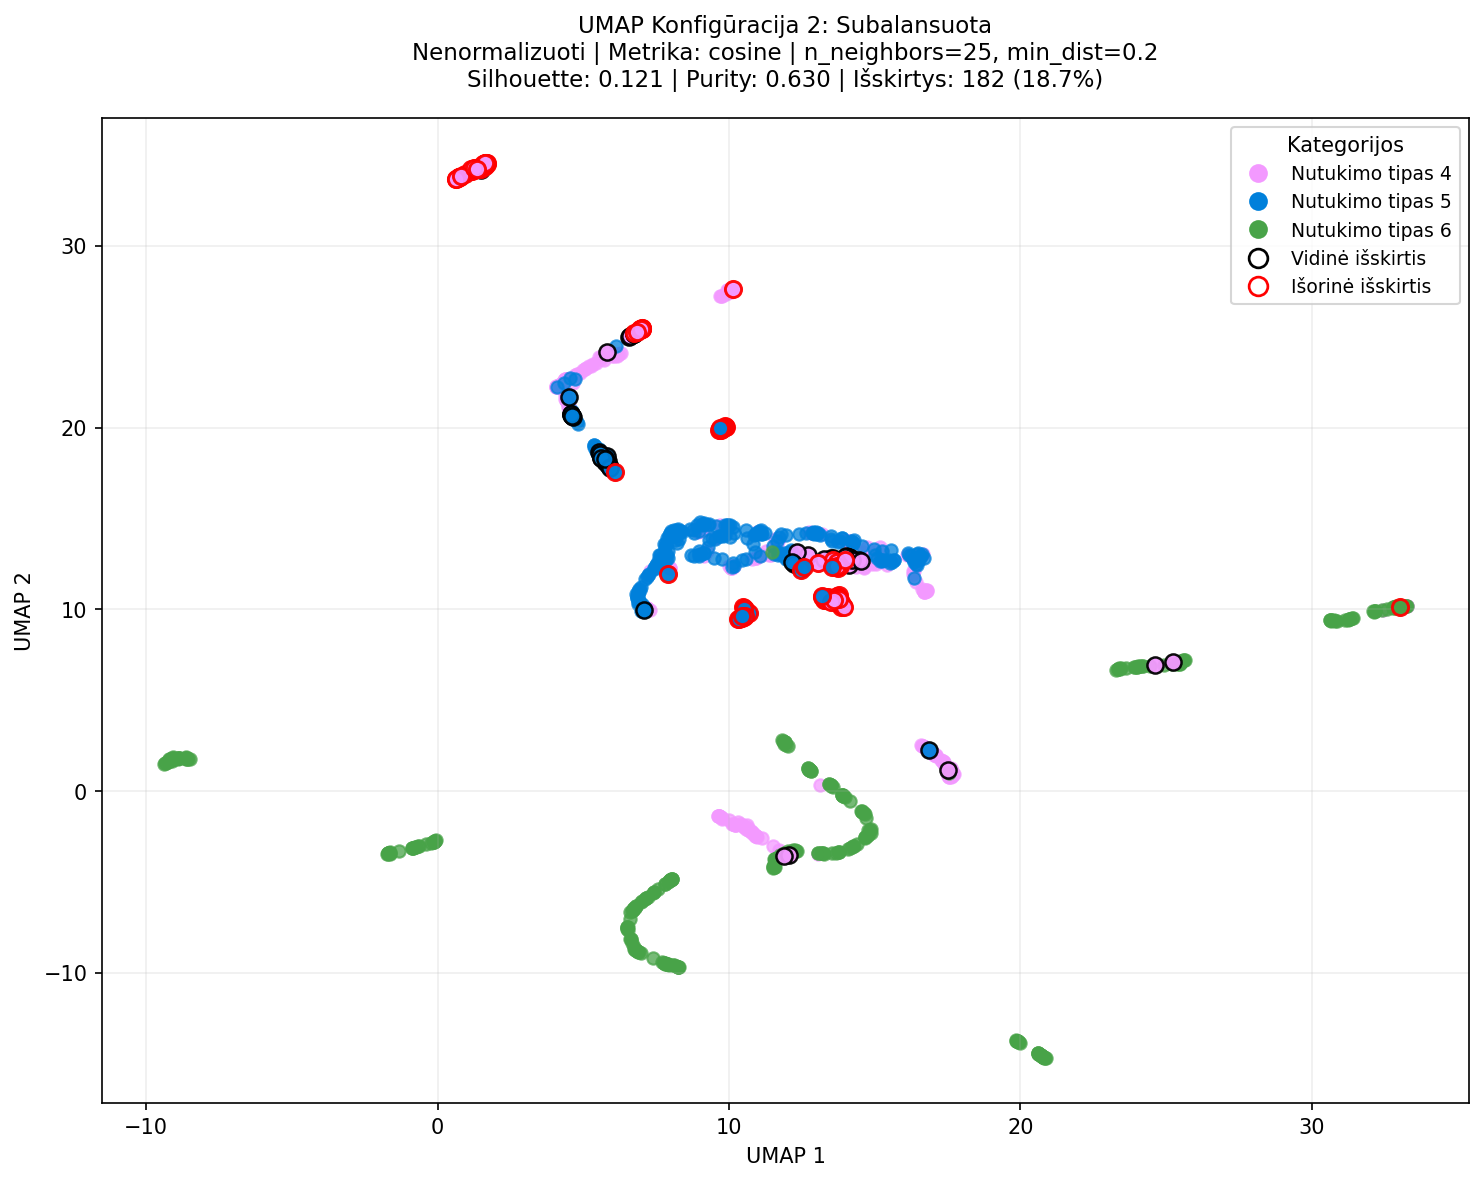 UMAP Konfigūracija 2: Subalansuota
Nenormalizuoti | Metrika: cosine | n_neighbors=25, min_dist=0.2
Silhouette: 0.121 | Purity: 0.630 | Išskirtys: 182 (18.7%)
Kategorijos
Nutukimo tipas 4
Nutukimo tipas 5
Nutukimo tipas 6
Vidinė išskirtis
Išorinė išskirtis
UMAP 2
30
20
10
0
−10
−10
0
10
20
30
UMAP 1